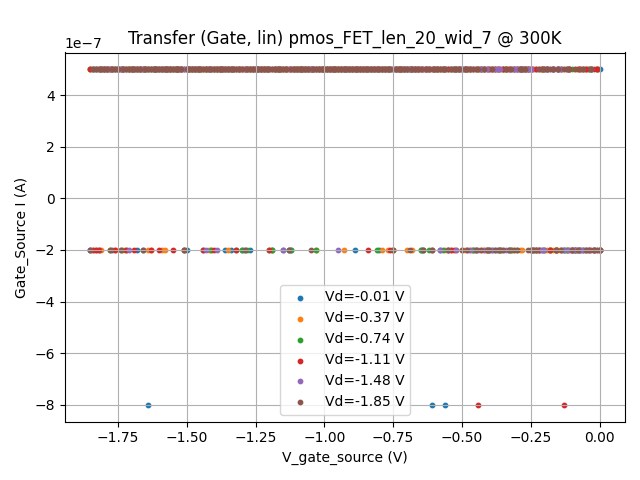 Transfer (Gate, lin) pmos_FET_len_20_wid_7 @ 300K
1e−7
4
2
0
−2
−4
−6
−8
Gate_Source I (A)
Vd=-0.01 V
Vd=-0.37 V
Vd=-0.74 V
Vd=-1.11 V
Vd=-1.48 V
Vd=-1.85 V
−1.75 −1.50 −1.25 −1.00 −0.75 −0.50 −0.25 0.00
V_gate_source (V)